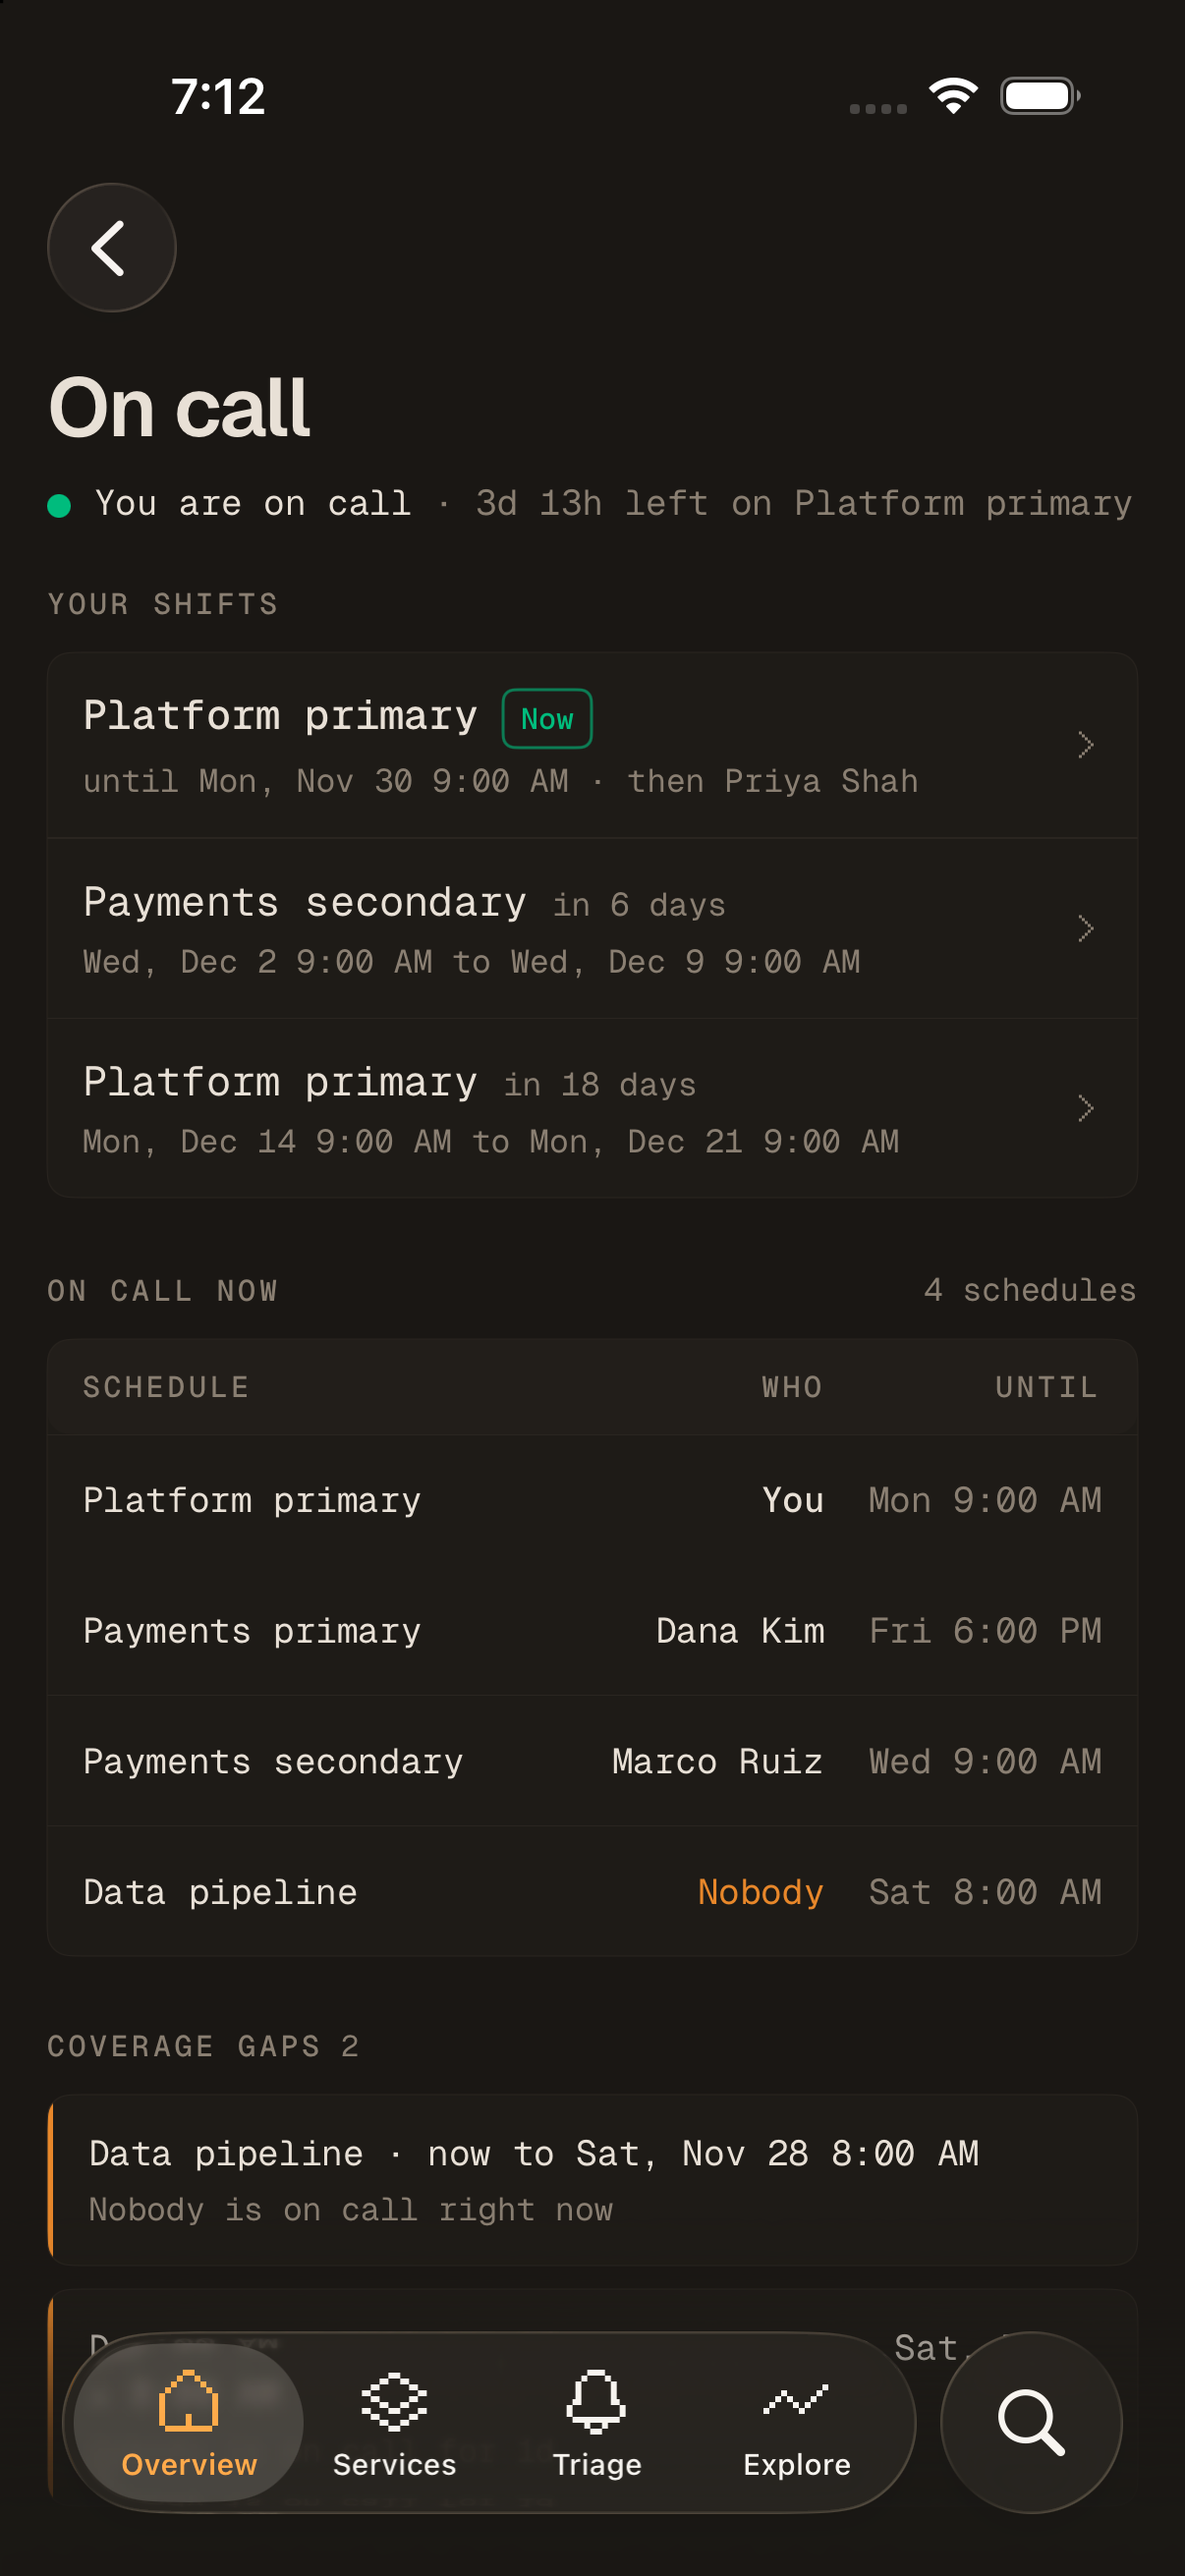 7:12
On call
You are on call · 3d 13h left on Platform primary
YOUR SHIFTS
Platform primary Now
until Mon, Nov 30 9:00 AM · then Priya Shah
Payments secondary in 6 days
Wed, Dec 2 9:00 AM to Wed, Dec 9 9:00 AM
Platform primary in 18 days
Mon, Dec 14 9:00 AM to Mon, Dec 21 9:00 AM
ON CALL NOW 4 schedules
SCHEDULE WHO UNTIL
Platform primary You Mon 9:00 AM
Payments primary Dana Kim Fri 6:00 PM
Payments secondary Marco Ruiz Wed 9:00 AM
Data pipeline Nobody Sat 8:00 AM
COVERAGE GAPS 2
Data pipeline · now to Sat, Nov 28 8:00 AM
Nobody is on call right now
Sat,
Overview Services Triage Explore